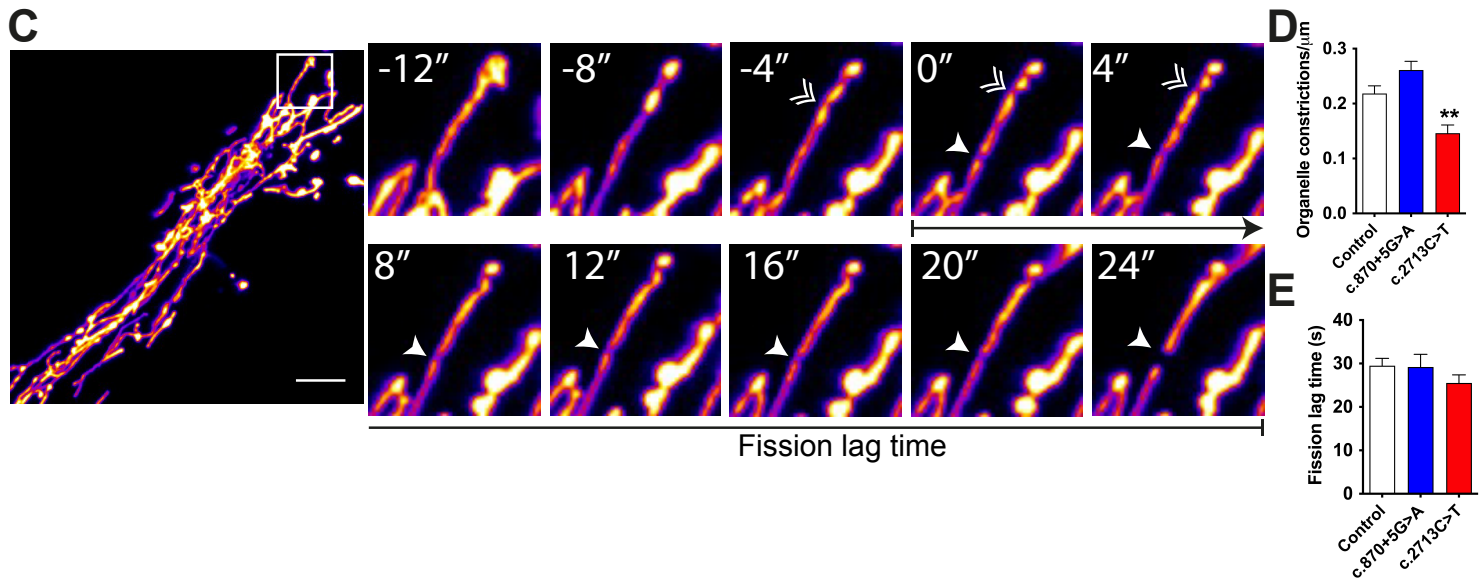 C
-12” -8” -4” 0” 4”
8” 12” 16” 20” 24”
Fission lag time
D
Organelle constrictions/μm
0.3
0.2
0.1
0.0
**
Control
c.870+5G>A
c.2713C>T
E
Fission lag time (s)
40
30
20
10
0
Control
c.870+5G>A
c.2713C>T